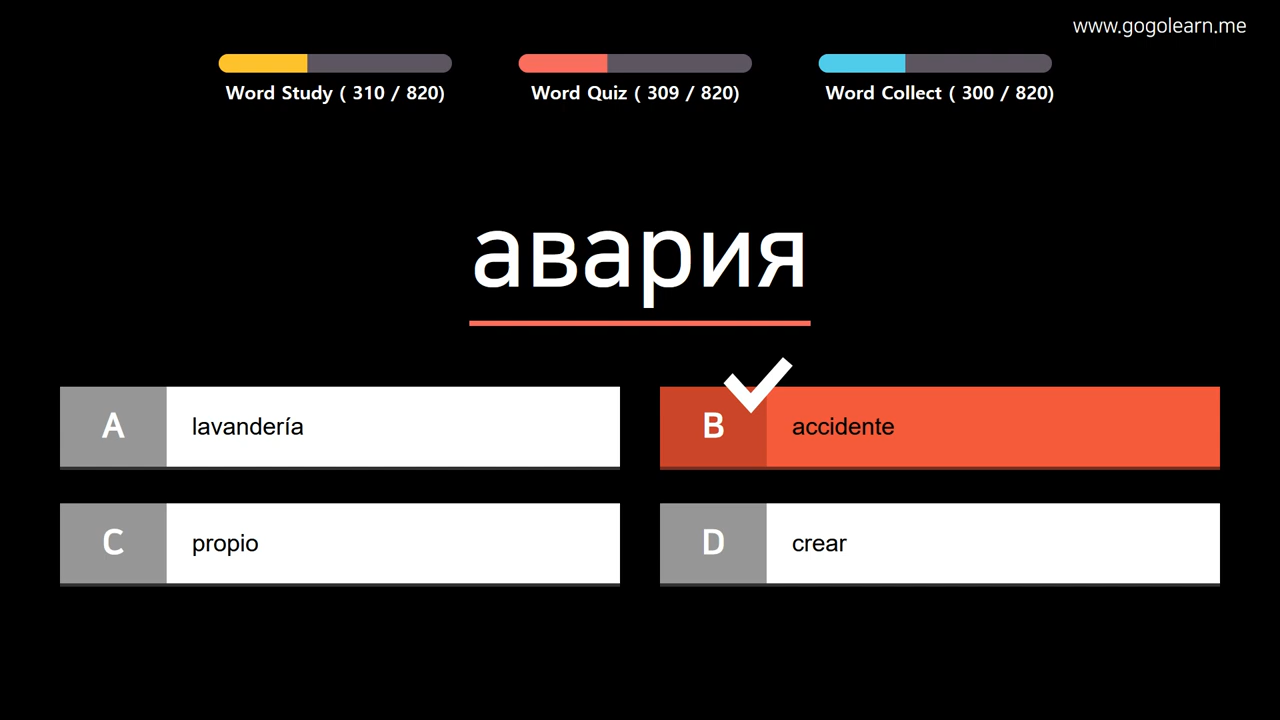 www.gogolearn.me
Word Study ( 310 / 820)
Word Quiz ( 309 / 820)
Word Collect ( 300 / 820)
авария
A lavandería
B accidente
C propio
D crear